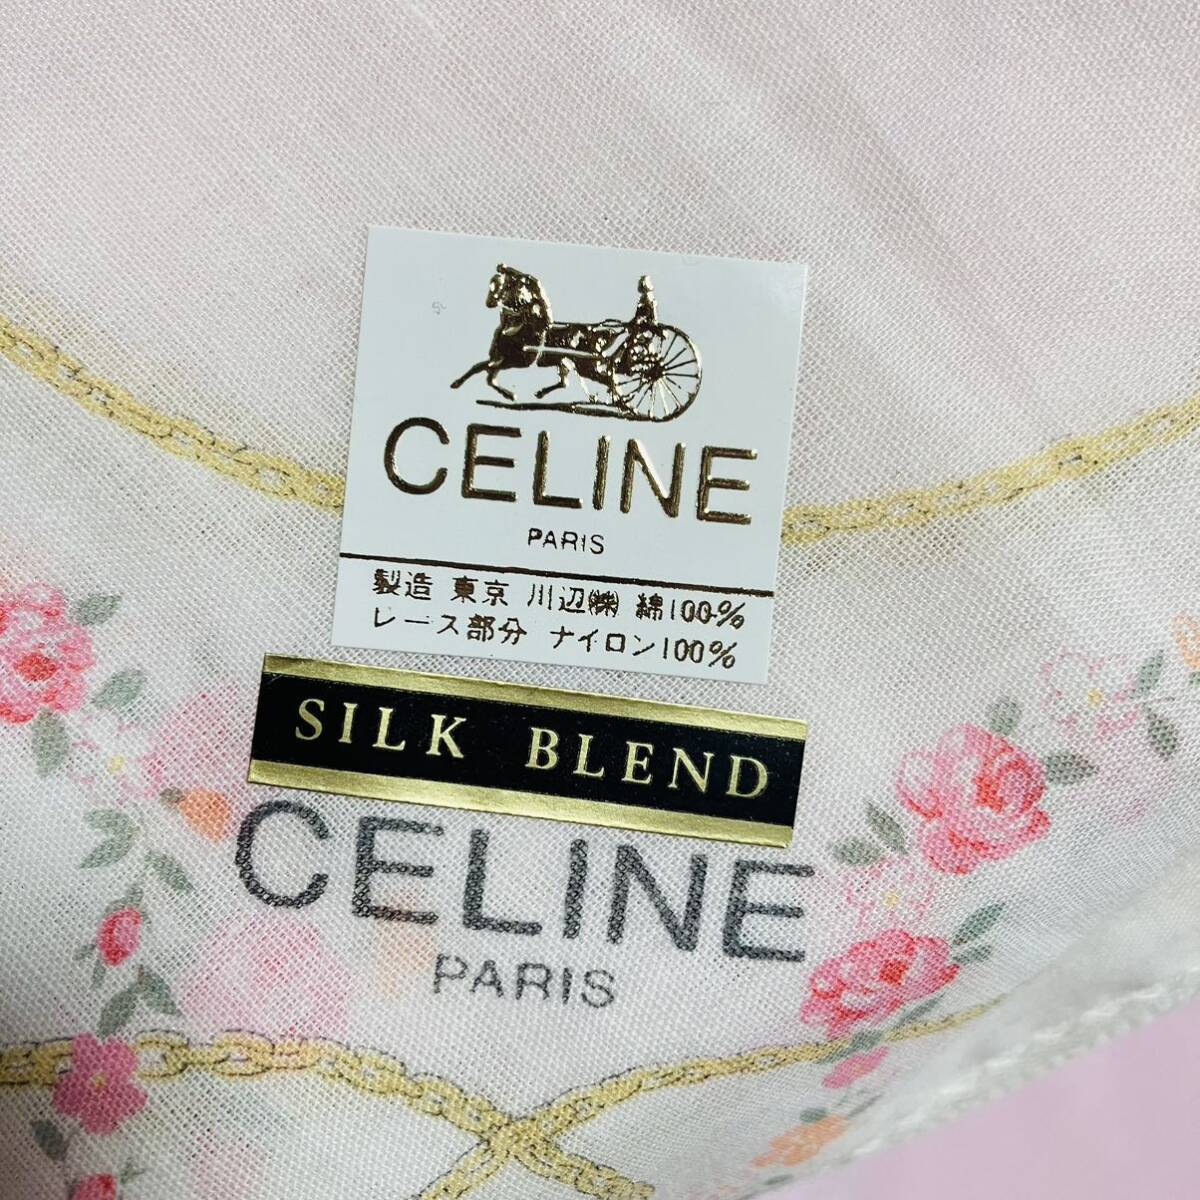 CELINE
PARIS
製造 東京 川辺㈱ 綿100%
レース部分 ナイロン100%
SILK BLEND
CELINE
PARIS